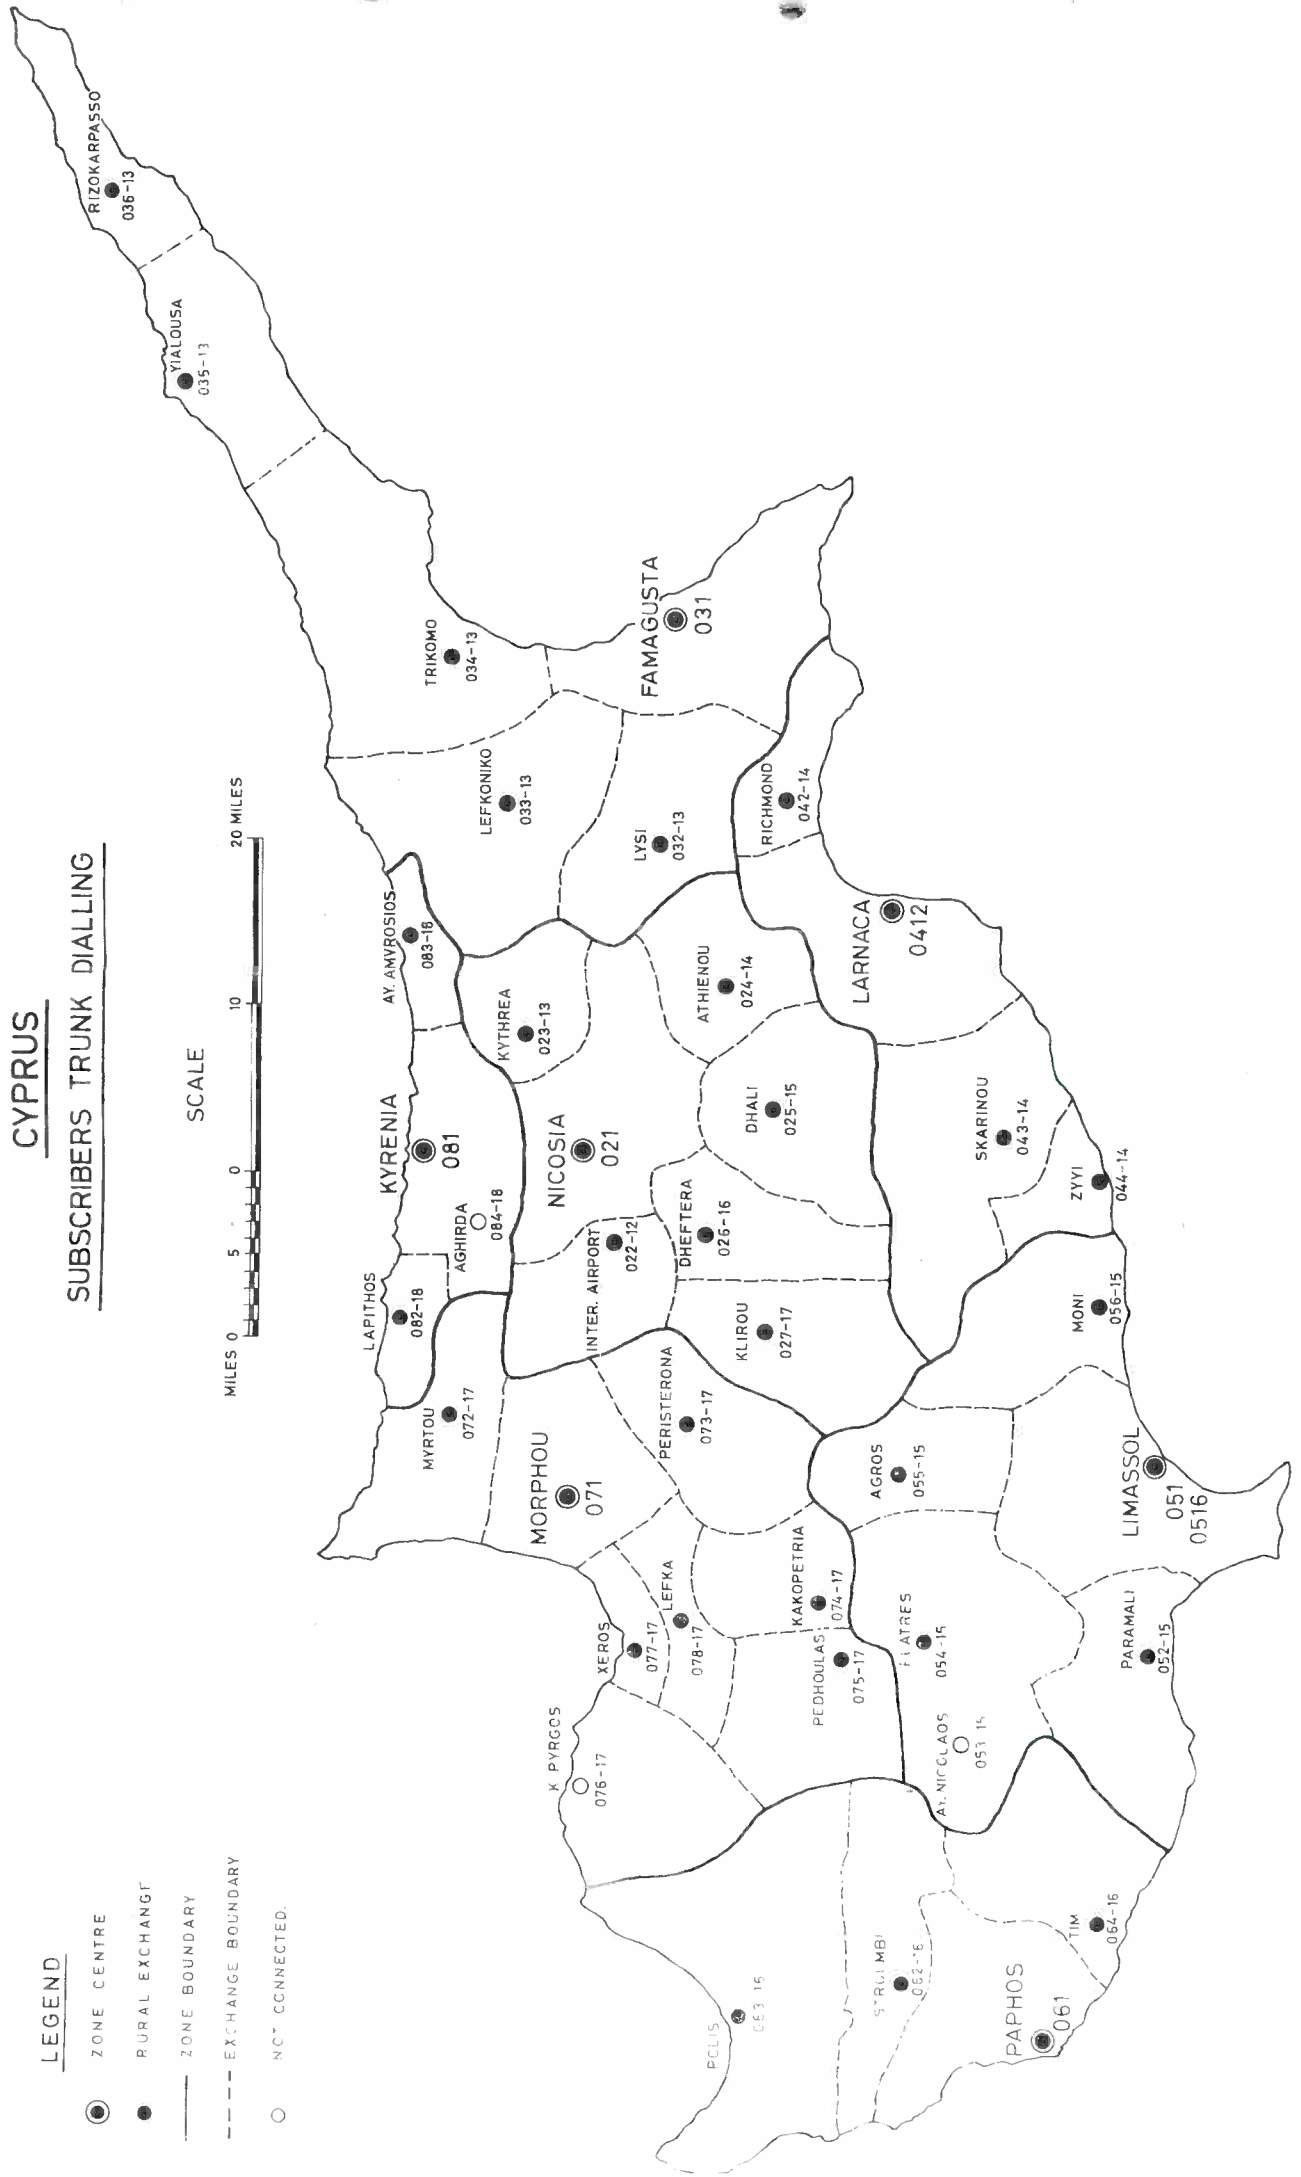 CYPRUS
SUBSCRIBERS TRUNK DIALLING
SCALE
MILES 0
5
0
10
20 MILES
LEGEND
ZONE CENTRE
RURAL EXCHANGE
ZONE BOUNDARY
EXCHANGE BOUNDARY
NOT CONNECTED.
RIZOKARPASSO
036-13
YIALOUSA
035-13
TRIKOMO
034-13
LEFKONIKO
033-13
LYSI
032-13
FAMAGUSTA
031
RICHMOND
042-14
LARNACA
0412
AY. AMVROSIOS
083-18
KYTHREA
023-13
ATHIENOU
024-14
KYRENIA
081
AGHIRDA
084-18
NICOSIA
021
DHALI
025-15
SKARINOU
043-14
ZYYI
044-14
LAPITHOS
082-18
INTER. AIRPORT
022-12
DHEFTERA
026-16
KLIROU
027-17
MONI
056-15
MYRTOU
072-17
MORPHOU
071
PERISTERONA
073-17
AGROS
055-15
LIMASSOL
051
0516
XEROS
077-17
LEFKA
078-17
KAKOPETRIA
074-17
PEDHOULAS
075-17
054-15
PARAMALI
052-15
K PYRGOS
076-17
AY. NICOLAOS
053-15
POLIS
PAPHOS
061
TIM
064-16